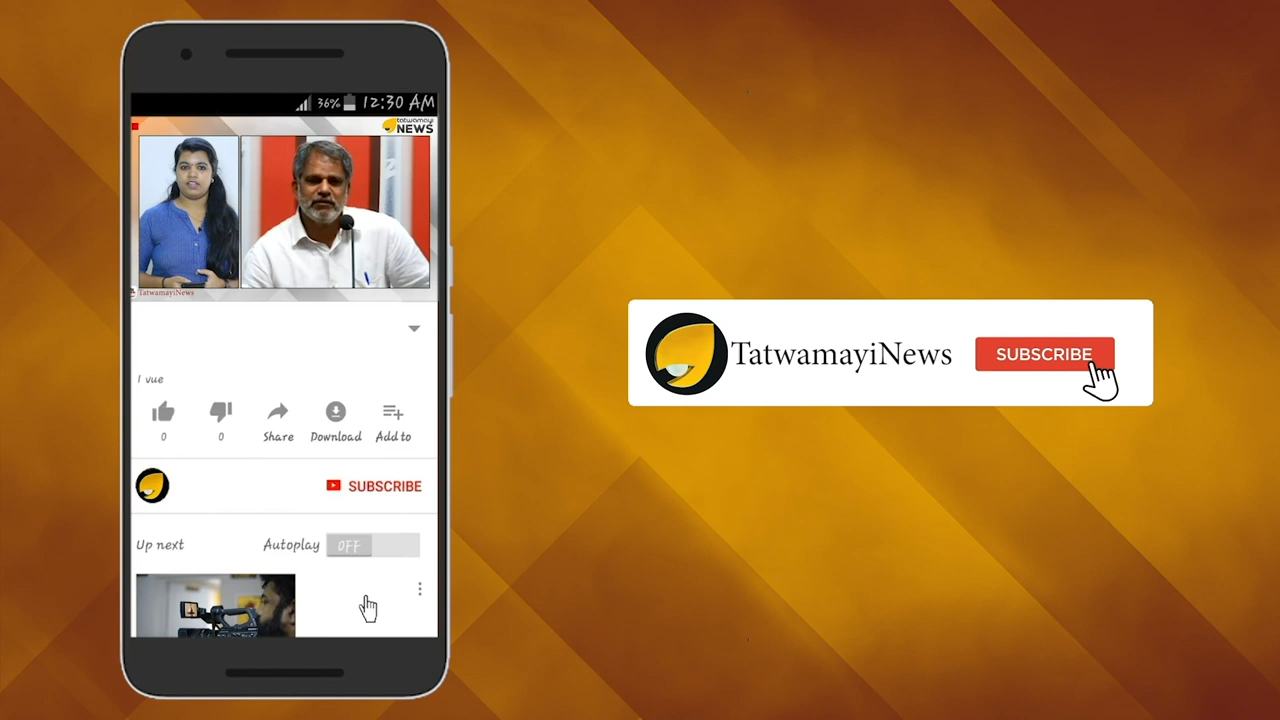 36% 12:30 AM
tatwamayi
NEWS
TatwamayiNews
1 vue
0
0
Share
Download
Add to
SUBSCRIBE
Up next
Autoplay
OFF
TatwamayiNews
SUBSCRIBE